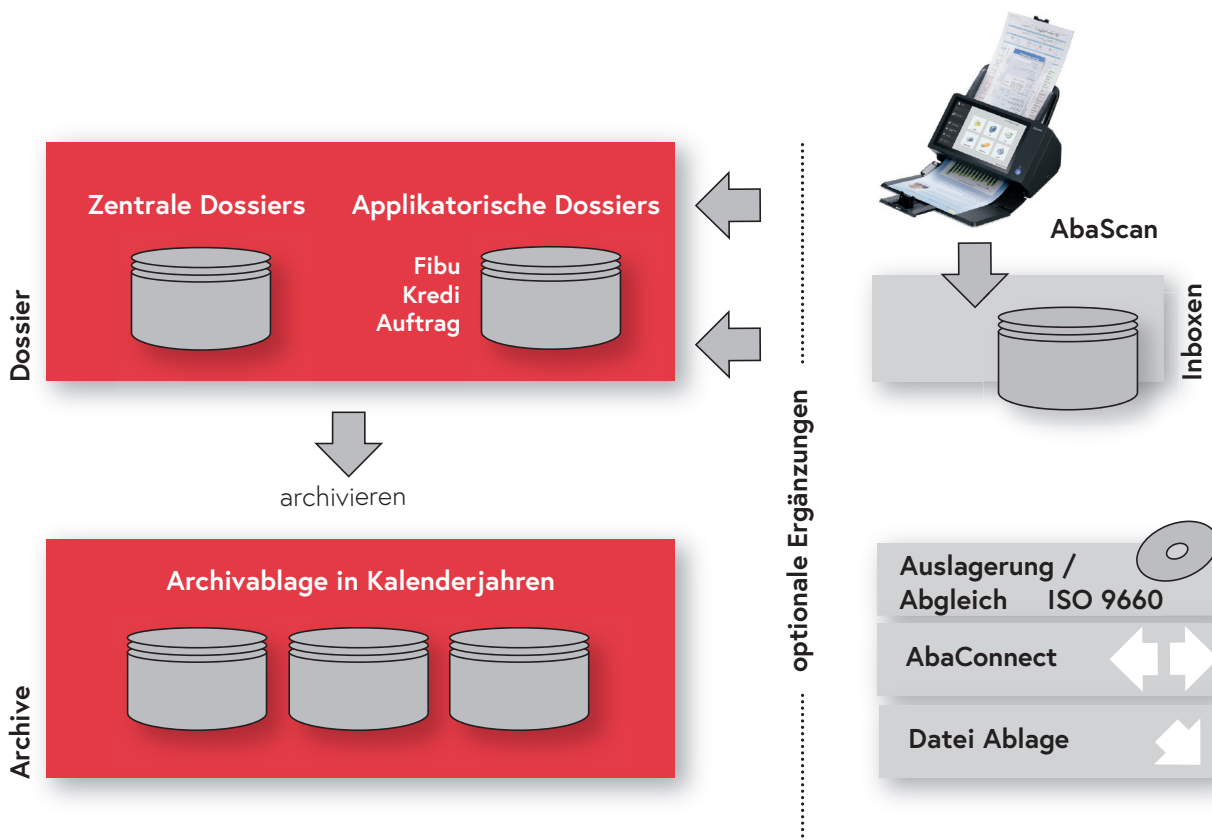 Zentrale Dossiers
Applikatorische Dossiers
Fibu
Kredi
Auftrag
Dossier
archivieren
Archivablage in Kalenderjahren
Archive
optionale Ergänzungen
AbaScan
Inboxen
Auslagerung /
Abgleich ISO 9660
AbaConnect
Datei Ablage